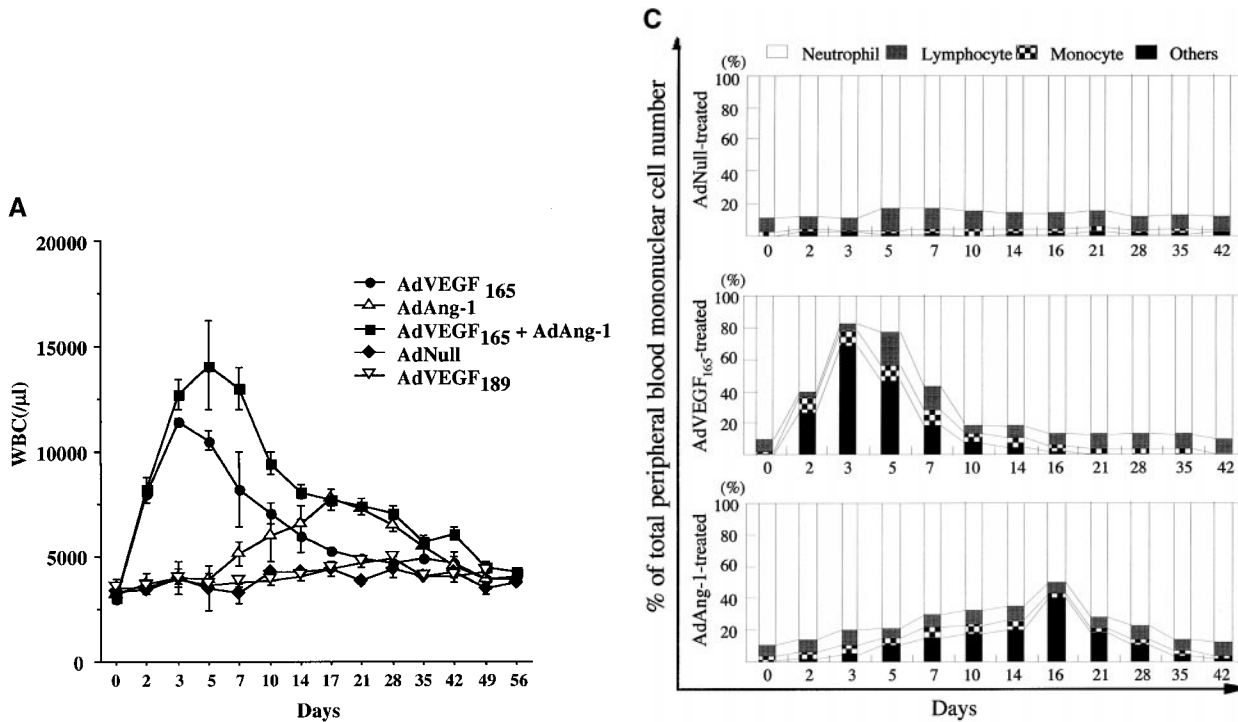 A
20000
15000
10000
5000
0
WBC(/µl)
AdVEGF 165
AdAng-1
AdVEGF165 + AdAng-1
AdNull
AdVEGF189
0 2 3 5 7 10 14 17 21 28 35 42 49 56
Days
C
% of total peripheral blood mononuclear cell number
Neutrophil Lymphocyte Monocyte Others
(%)
100
80
60
40
20
AdNull-treated
0 2 3 5 7 10 14 16 21 28 35 42
(%)
100
80
60
40
20
AdVEGF165-treated
0 2 3 5 7 10 14 16 21 28 35 42
(%)
100
80
60
40
20
AdAng-1-treated
0 2 3 5 7 10 14 16 21 28 35 42
Days